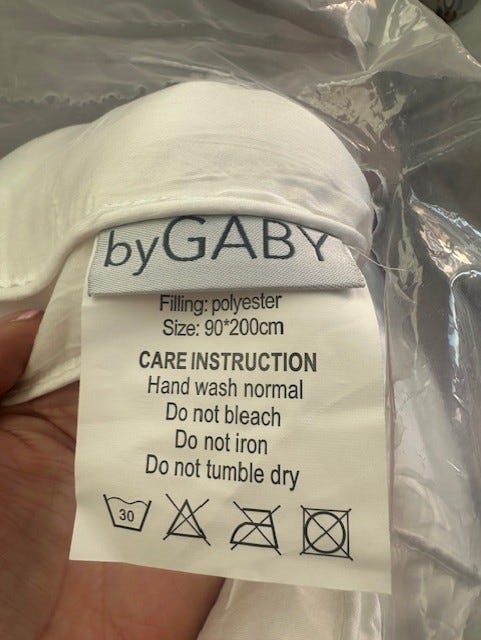 byGABY
Filling: polyester
Size: 90*200cm
CARE INSTRUCTION
Hand wash normal
Do not bleach
Do not iron
Do not tumble dry
30